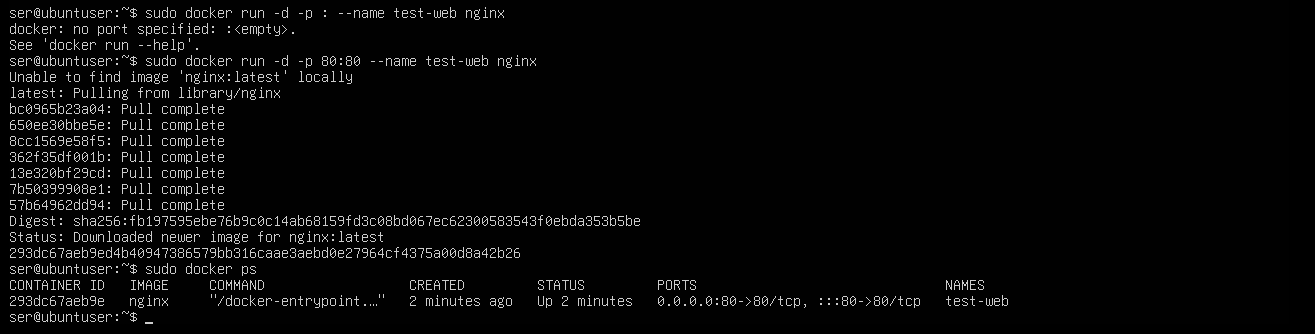 ser@ubuntuser:~$ sudo docker run -d -p : --name test-web nginx
docker: no port specified: :<empty>.
See 'docker run --help'.
ser@ubuntuser:~$ sudo docker run -d -p 80:80 --name test-web nginx
Unable to find image 'nginx:latest' locally
latest: Pulling from library/nginx
bc0965b23a04: Pull complete
650ee30bbe5e: Pull complete
8cc1569e58f5: Pull complete
362f35df001b: Pull complete
13e320bf29cd: Pull complete
7b50399908e1: Pull complete
57b64962dd94: Pull complete
Digest: sha256:fb197595ebe76b9c0c14ab68159fd3c08bd067ec62300583543f0ebda353b5be
Status: Downloaded newer image for nginx:latest
293dc67aeb9ed4b40947386579bb316caae3aebd0e27964cf4375a00d8a42b26
ser@ubuntuser:~$ sudo docker ps
CONTAINER ID   IMAGE     COMMAND                  CREATED         STATUS         PORTS                               NAMES
293dc67aeb9e   nginx     "/docker-entrypoint.…"   2 minutes ago   Up 2 minutes   0.0.0.0:80->80/tcp, :::80->80/tcp   test-web
ser@ubuntuser:~$ _